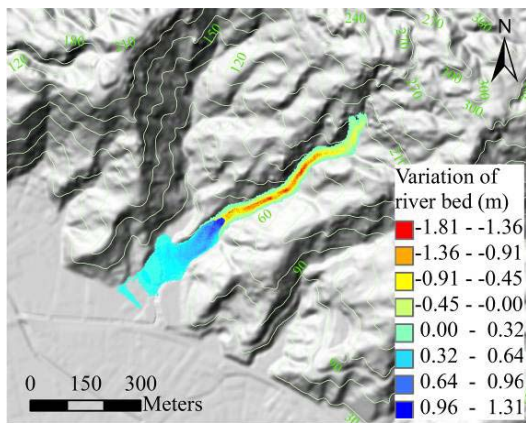 240
270
300
150
N
120
180
210
120
Variation of
river bed (m)
-1.81 - -1.36
-1.36 - -0.91
-0.91 - -0.45
-0.45 - -0.00
0.00 - 0.32
0.32 - 0.64
0.64 - 0.96
0.96 - 1.31
60
90
0 150 300
Meters